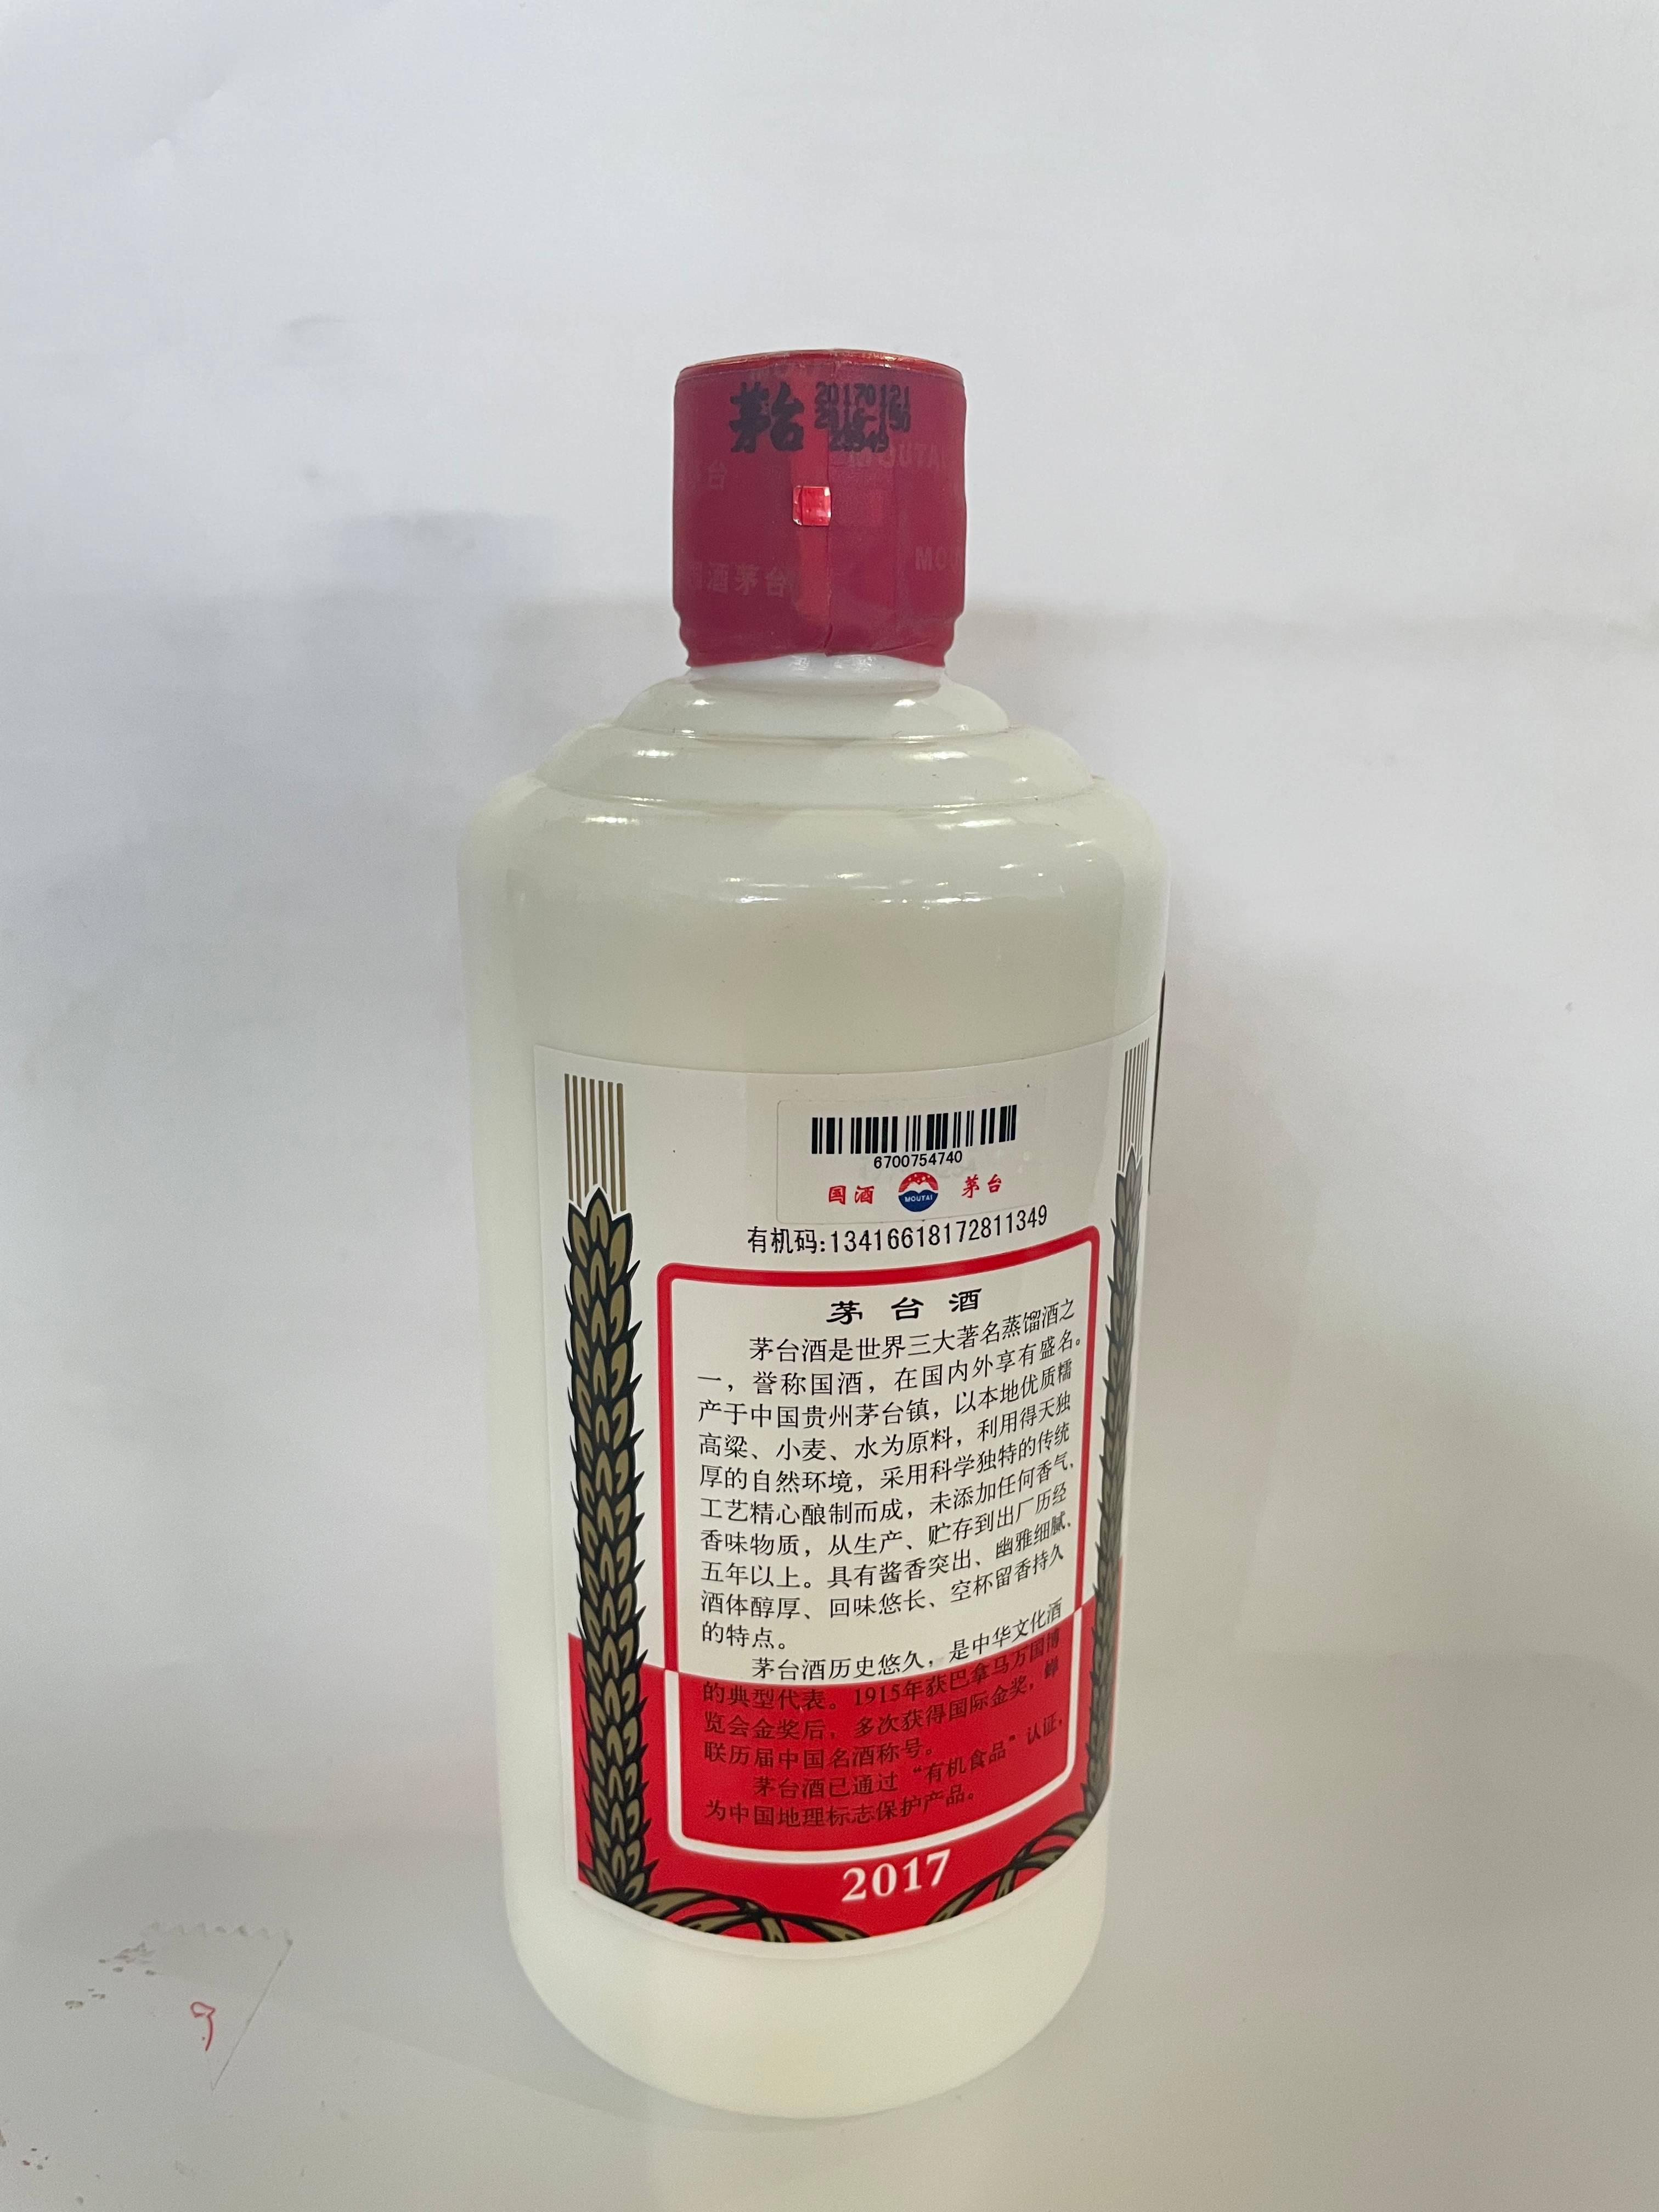 茅台 20170121
台
酒茅台
6700754740
国酒 MOUTAI 茅台
有机码:13416618172811349
茅台酒
茅台酒是世界三大著名蒸馏酒之
一，誉称国酒，在国内外享有盛名。
产于中国贵州茅台镇，以本地优质糯
高粱、小麦、水为原料，利用得天独
厚的自然环境，采用科学独特的传统
工艺精心酿制而成，未添加任何香气、
香味物质，从生产、贮存到出厂历经
五年以上。具有酱香突出、幽雅细腻、
酒体醇厚、回味悠长、空杯留香持久
的特点。
茅台酒历史悠久，是中华文化酒
的典型代表。1915年获巴拿马万国博
览会金奖后，多次获得国际金奖，蝉
联历届中国名酒称号。
茅台酒已通过“有机食品”认证，
为中国地理标志保护产品。
2017